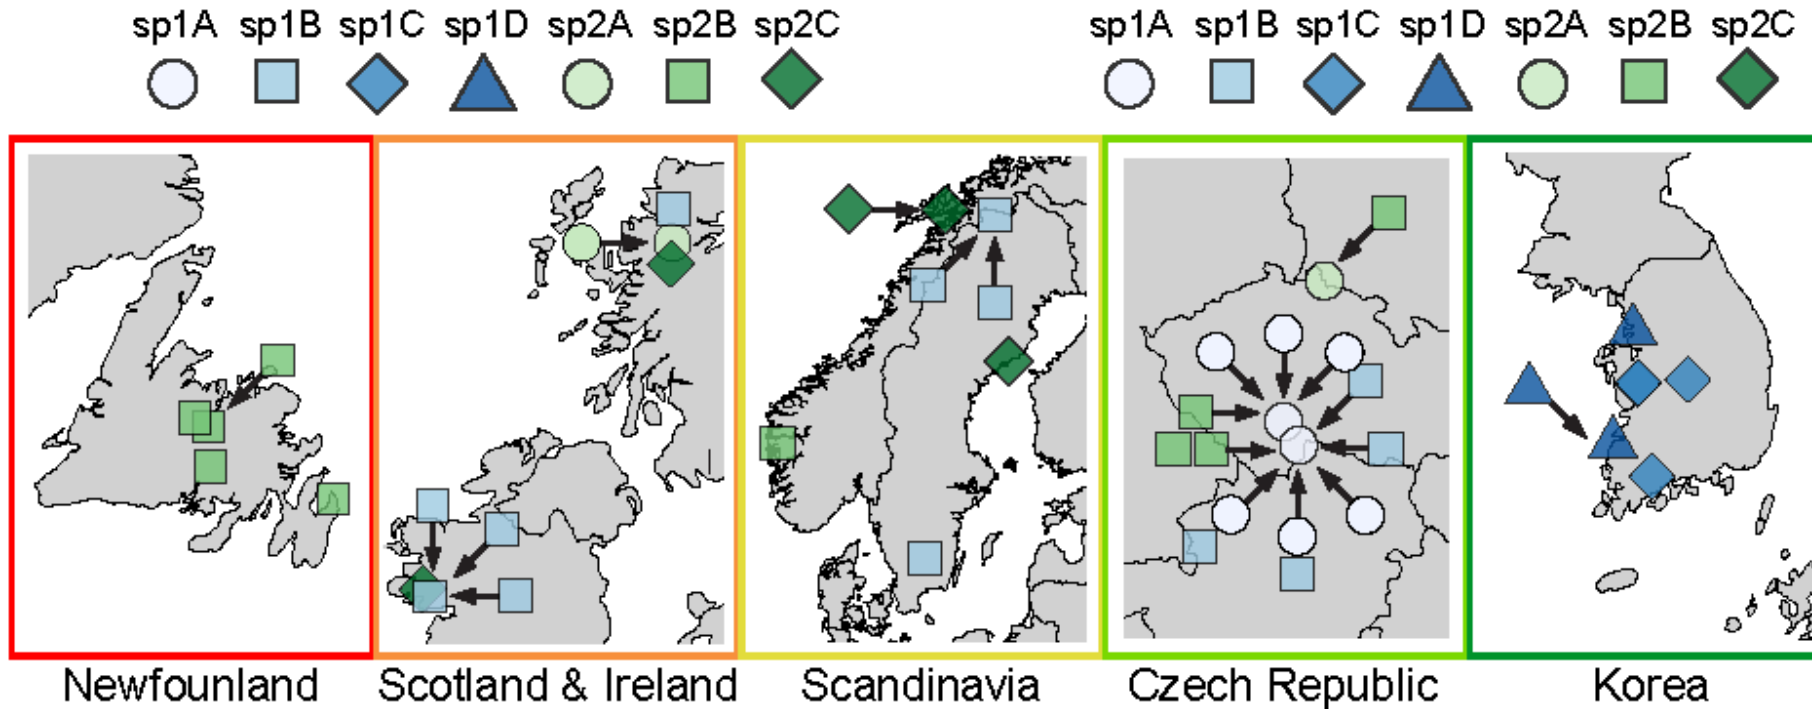 sp1A sp1B sp1C sp1D sp2A sp2B sp2C
sp1A sp1B sp1C sp1D sp2A sp2B sp2C
Newfounland
Scotland & Ireland
Scandinavia
Czech Republic
Korea